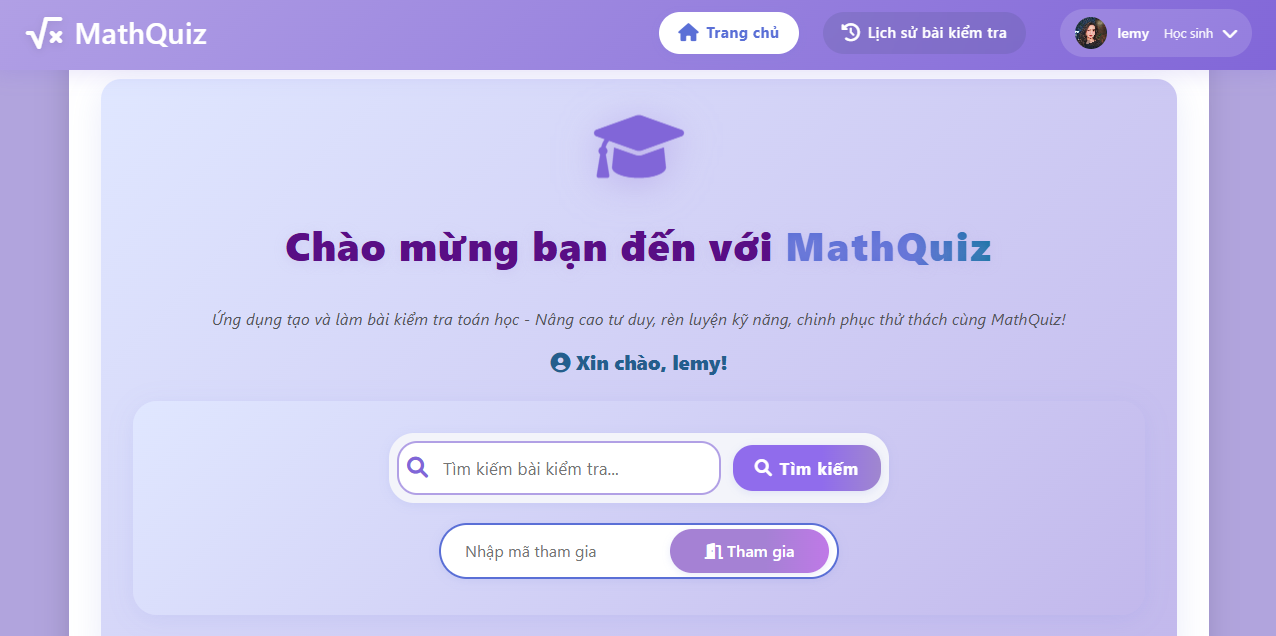 √x MathQuiz
Trang chủ
Lịch sử bài kiểm tra
lemy Học sinh
Chào mừng bạn đến với MathQuiz
Ứng dụng tạo và làm bài kiểm tra toán học - Nâng cao tư duy, rèn luyện kỹ năng, chinh phục thử thách cùng MathQuiz!
Xin chào, lemy!
Tìm kiếm bài kiểm tra...
Tìm kiếm
Nhập mã tham gia
Tham gia